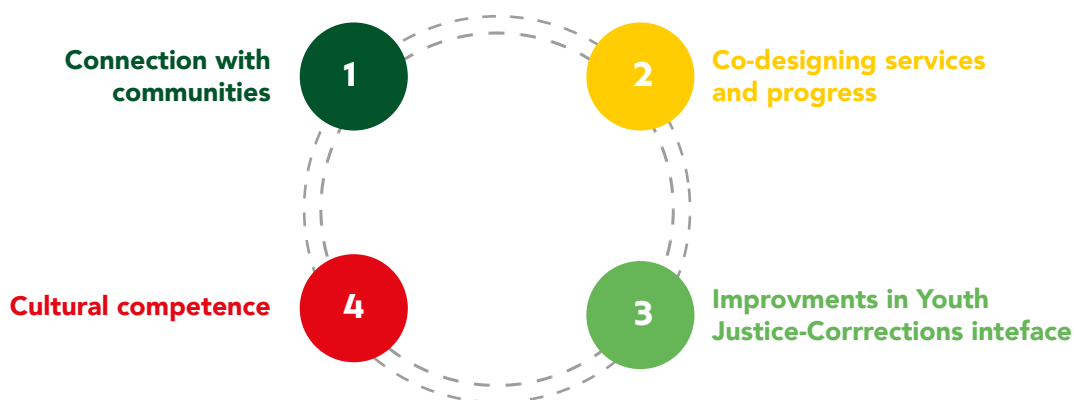 1
Connection with
communities
2
Co-designing services
and progress
3
Improvments in Youth
Justice-Corrrections inteface
4
Cultural competence